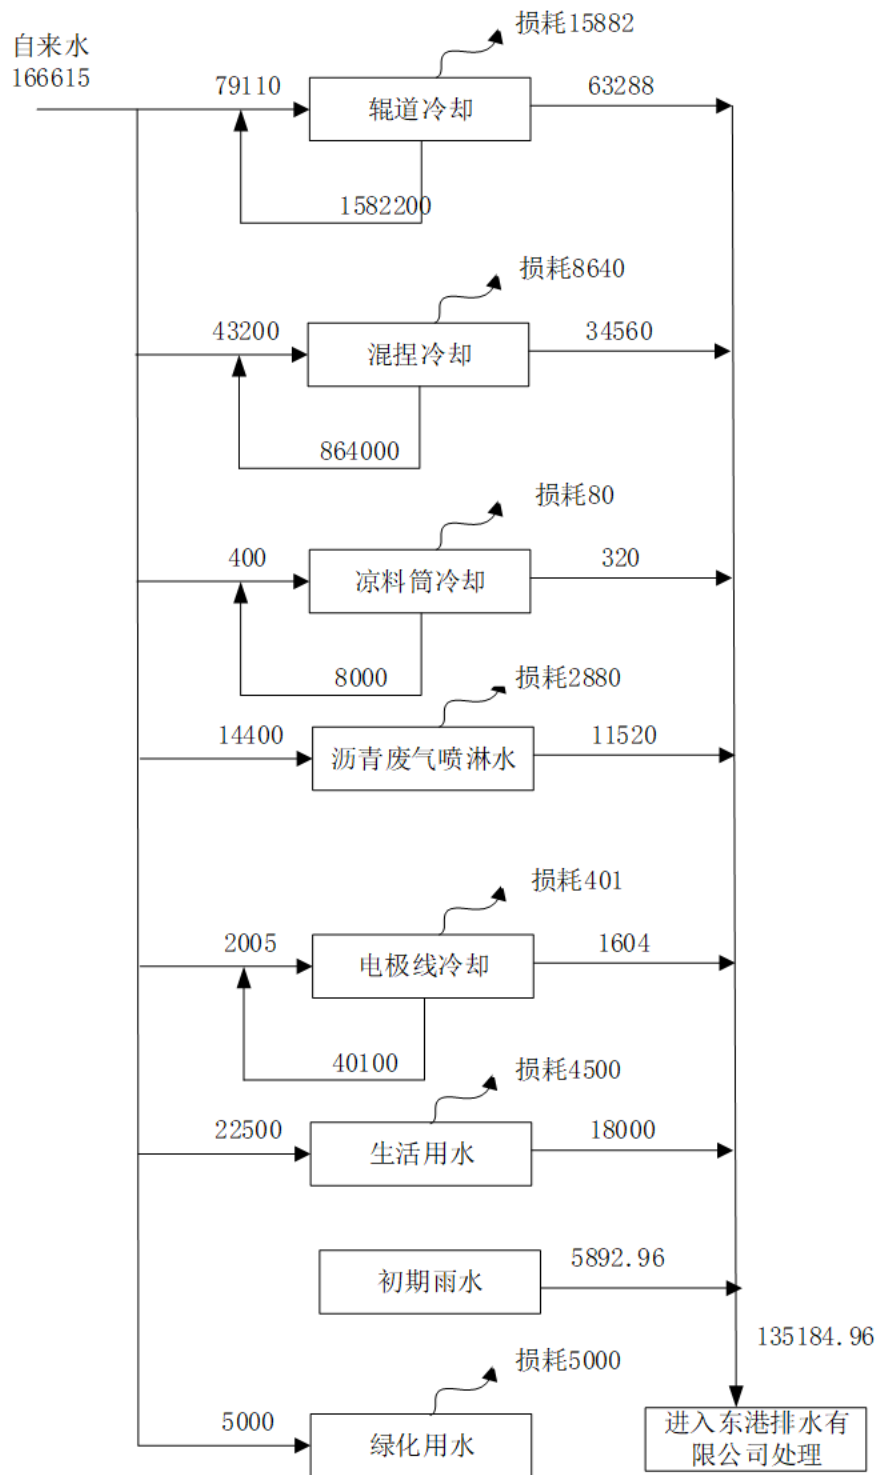 自来水
166615
损耗15882
79110
辊道冷却
63288
1582200
损耗8640
43200
混捏冷却
34560
864000
损耗80
400
凉料筒冷却
320
8000
损耗2880
14400
沥青废气喷淋水
11520
损耗401
2005
电极线冷却
1604
40100
损耗4500
22500
生活用水
18000
初期雨水
5892.96
135184.96
损耗5000
5000
绿化用水
进入东港排水有
限公司处理